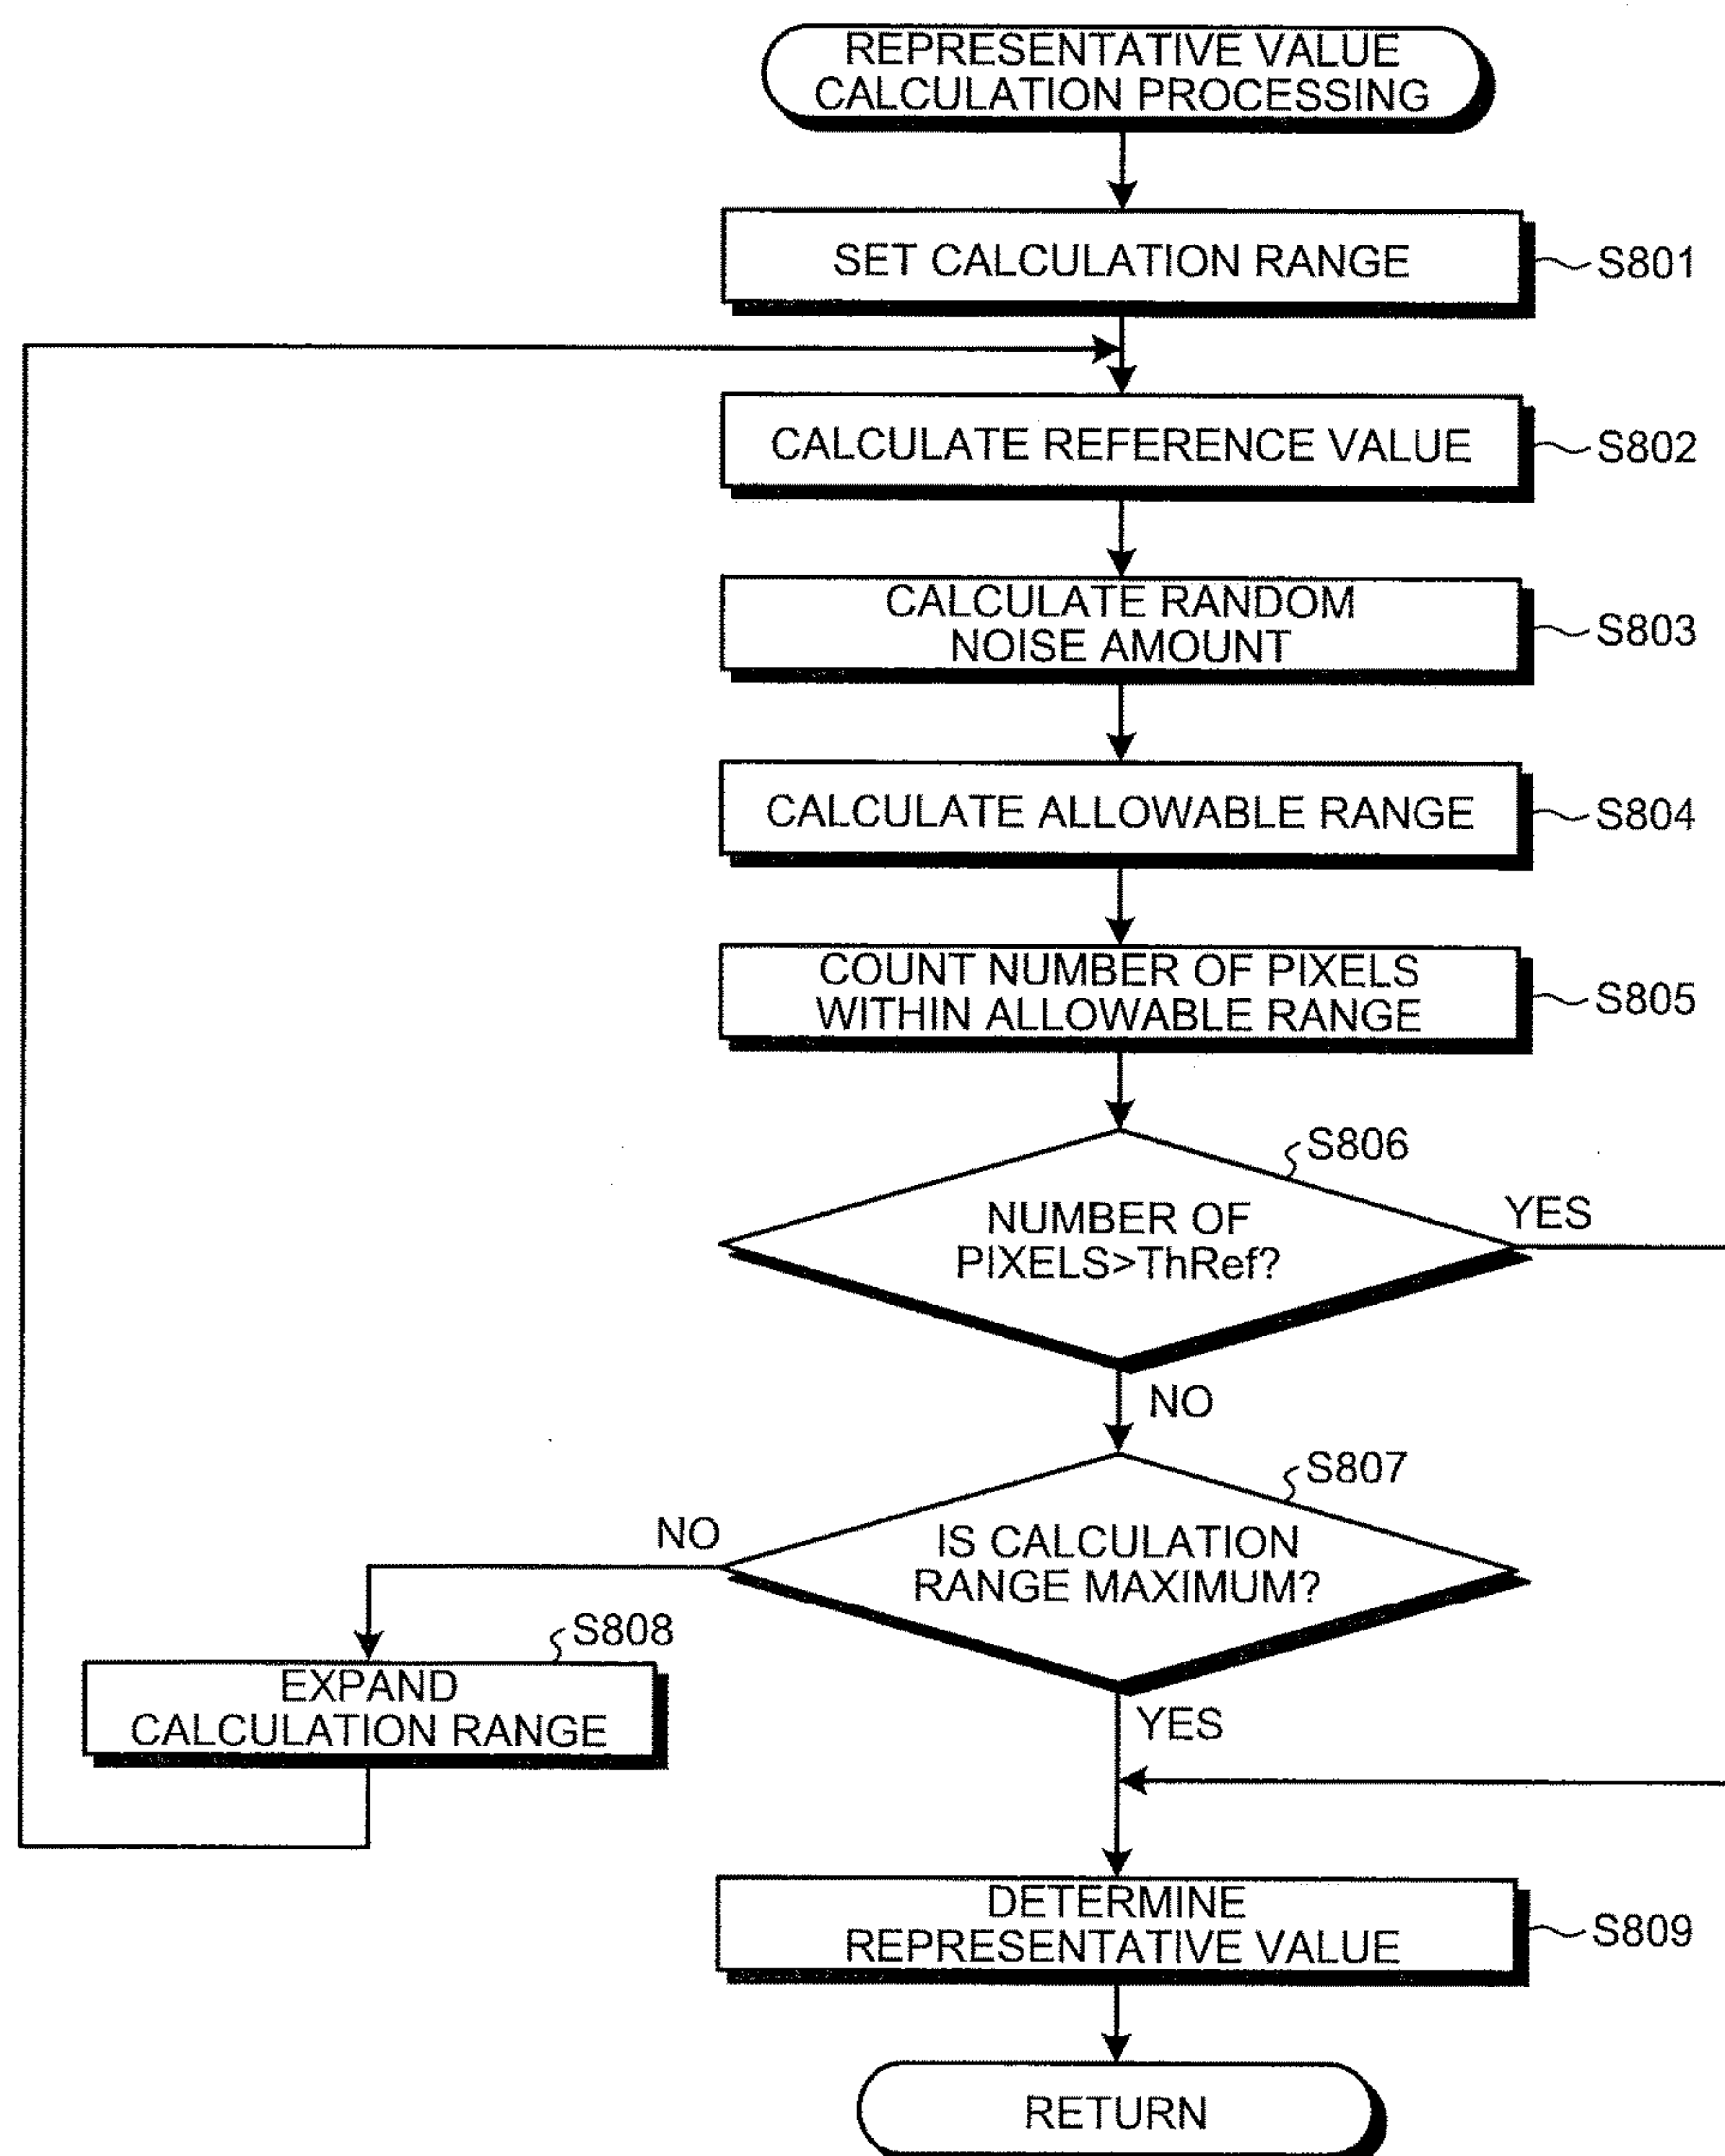 REPRESENTATIVE VALUE
CALCULATION PROCESSING
SET CALCULATION RANGE
S801
CALCULATE REFERENCE VALUE
S802
CALCULATE RANDOM
NOISE AMOUNT
S803
CALCULATE ALLOWABLE RANGE
S804
COUNT NUMBER OF PIXELS
WITHIN ALLOWABLE RANGE
S805
S806
NUMBER OF
PIXELS>ThRef?
YES
NO
S807
IS CALCULATION
RANGE MAXIMUM?
NO
S808
EXPAND
CALCULATION RANGE
YES
DETERMINE
REPRESENTATIVE VALUE
S809
RETURN